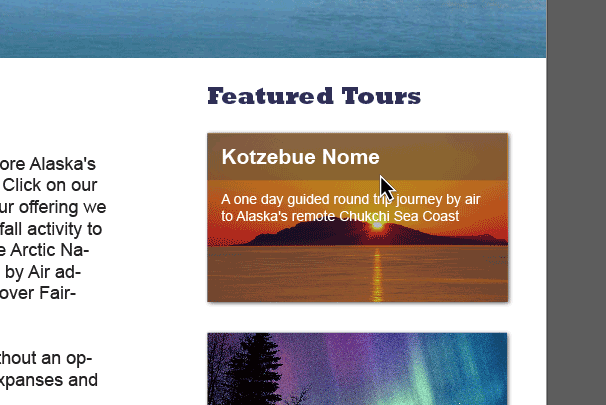 Featured Tours
ore Alaska's
Click on our
ur offering we
fall activity to
e Arctic Na-
by Air ad-
over Fair-
thout an op-
xpanses and
Kotzebue Nome
A one day guided round trip journey by air
to Alaska's remote Chukchi Sea Coast